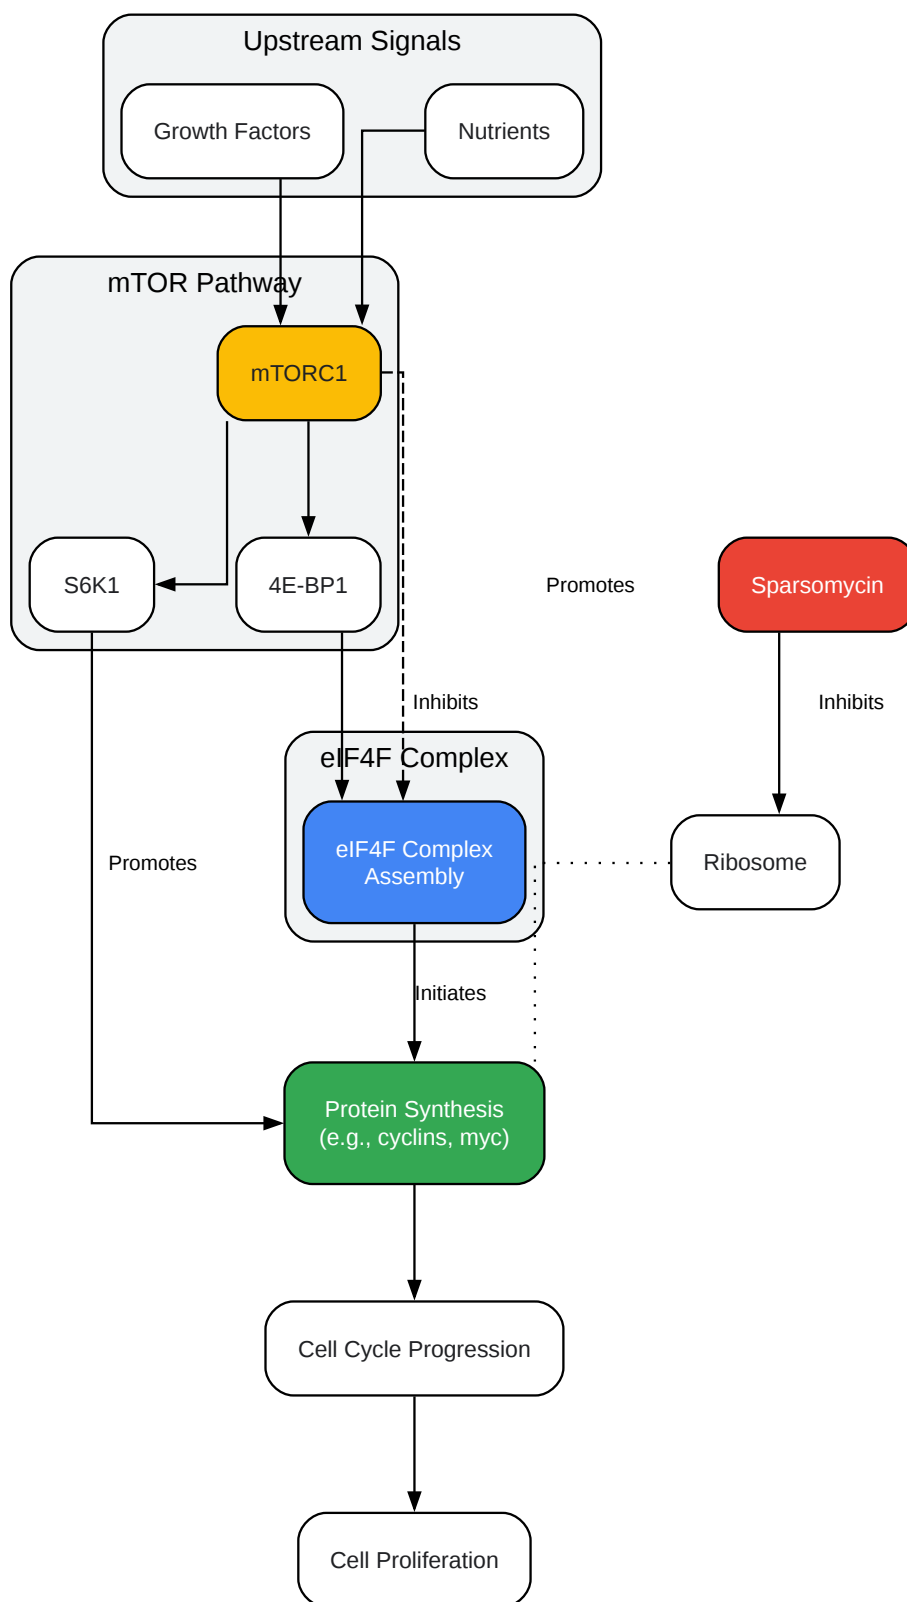 Upstream Signals
Growth Factors
Nutrients
mTOR Pathway
mTORC1
S6K1
4E-BP1
Promotes
Sparsomycin
Inhibits
Inhibits
eIF4F Complex
eIF4F Complex
Assembly
Promotes
Ribosome
Initiates
Protein Synthesis
(e.g., cyclins, myc)
Cell Cycle Progression
Cell Proliferation